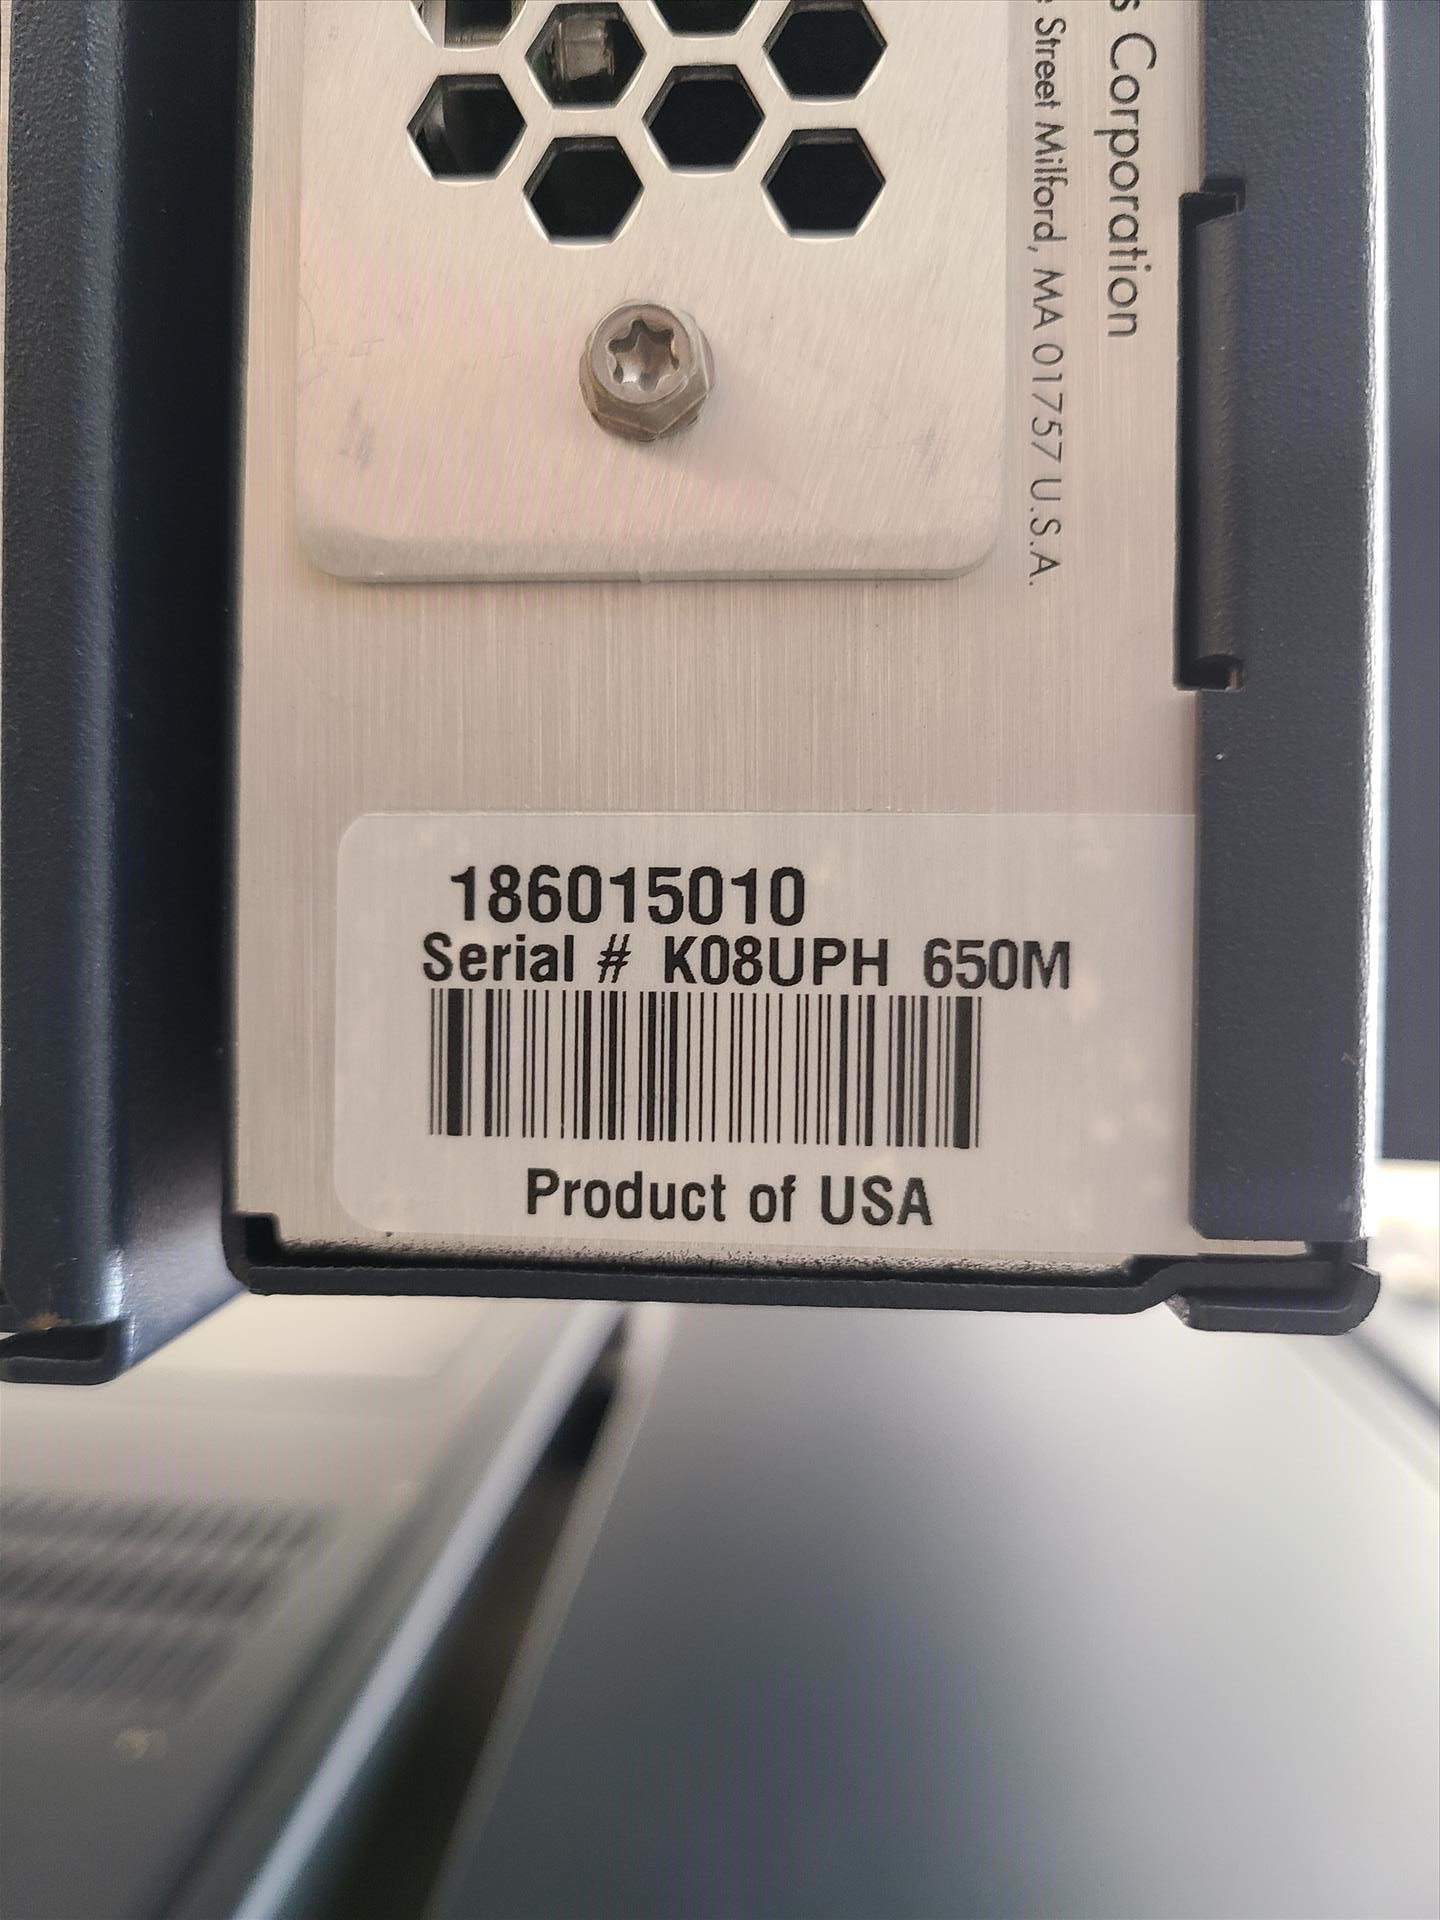 Corporation
Street Milford, MA 01757 U.S.A.
186015010
Serial # K08UPH 650M
Product of USA